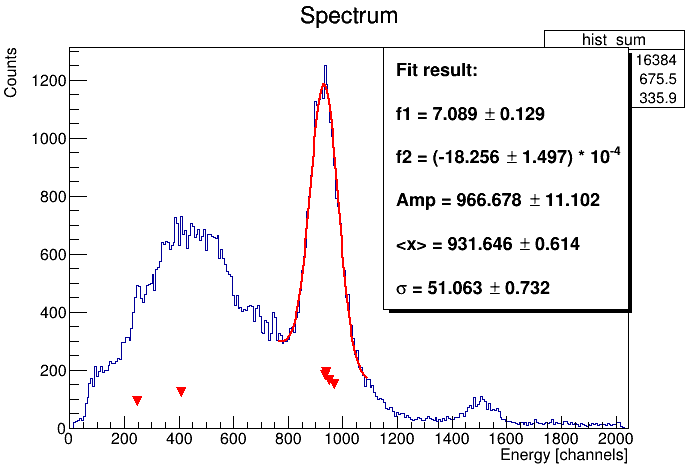 Spectrum
Counts
hist_sum
16384
675.5
335.9
Fit result:
f1 = 7.089 ± 0.129
f2 = (-18.256 ± 1.497) * 10⁻⁴
Amp = 966.678 ± 11.102
<x> = 931.646 ± 0.614
σ = 51.063 ± 0.732
1200
1000
800
600
400
200
0
0 200 400 600 800 1000 1200 1400 1600 1800 2000
Energy [channels]